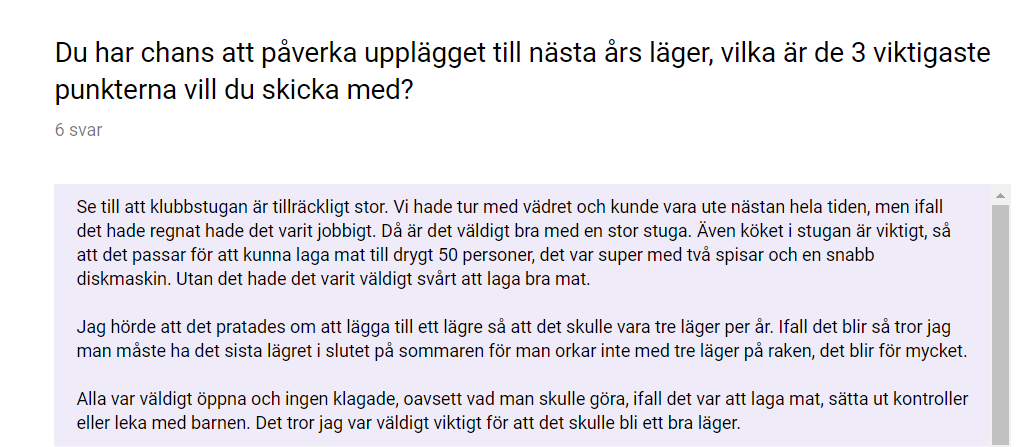 Du har chans att påverka upplägget till nästa års läger, vilka är de 3 viktigaste
punkterna vill du skicka med?
6 svar
Se till att klubbstugan är tillräckligt stor. Vi hade tur med vädret och kunde vara ute nästan hela tiden, men ifall
det hade regnat hade det varit jobbigt. Då är det väldigt bra med en stor stuga. Även köket i stugan är viktigt, så
att det passar för att kunna laga mat till drygt 50 personer, det var super med två spisar och en snabb
diskmaskin. Utan det hade det varit väldigt svårt att laga bra mat.
Jag hörde att det pratades om att lägga till ett lägre så att det skulle vara tre läger per år. Ifall det blir så tror jag
man måste ha det sista lägret i slutet på sommaren för man orkar inte med tre läger på raken, det blir för mycket.
Alla var väldigt öppna och ingen klagade, oavsett vad man skulle göra, ifall det var att laga mat, sätta ut kontroller
eller leka med barnen. Det tror jag var väldigt viktigt för att det skulle bli ett bra läger.